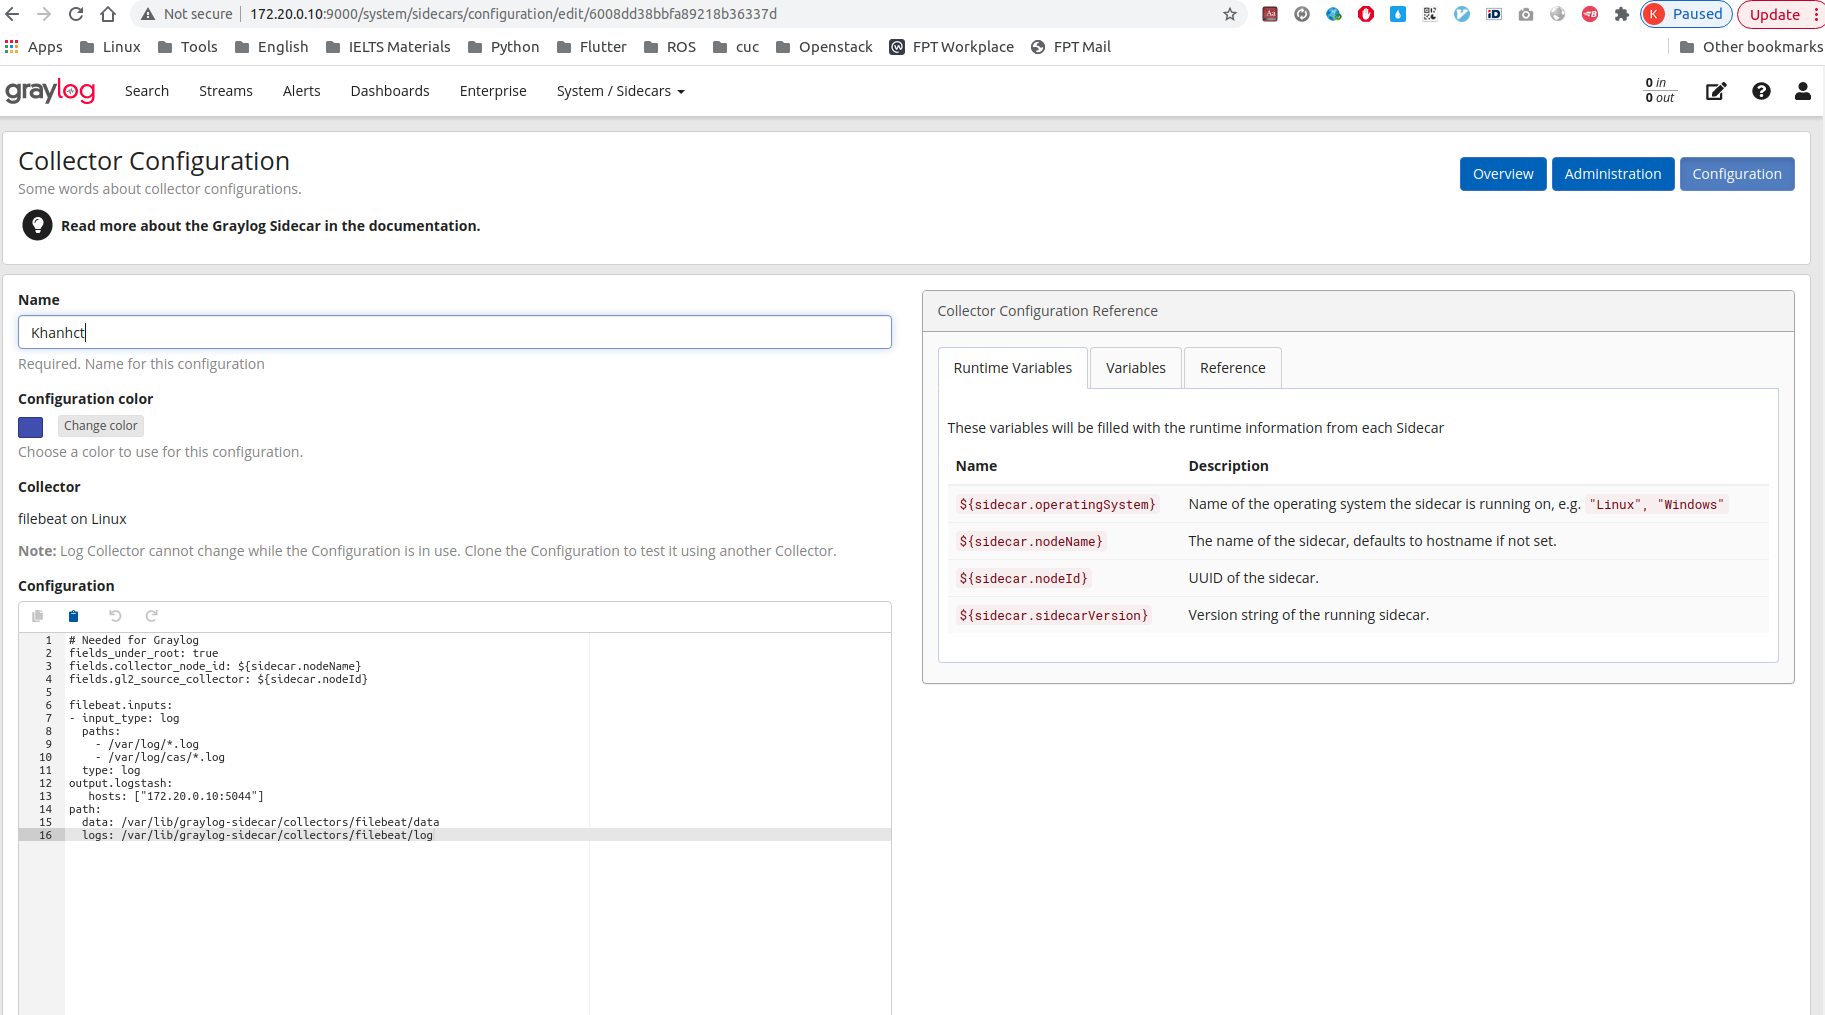 Not secure | 172.20.0.10:9000/system/sidecars/configuration/edit/6008dd38bbfa89218b36337d
K Paused
Update
Apps Linux Tools English IELTS Materials Python Flutter ROS cuc Openstack FPT Workplace FPT Mail Other bookmarks
graylog Search Streams Alerts Dashboards Enterprise System / Sidecars
0 in
0 out
Collector Configuration
Some words about collector configurations.
Read more about the Graylog Sidecar in the documentation.
Overview Administration Configuration
Name
Khanhct
Required. Name for this configuration
Configuration color
Change color
Choose a color to use for this configuration.
Collector
filebeat on Linux
Note: Log Collector cannot change while the Configuration is in use. Clone the Configuration to test it using another Collector.
Configuration
1 # Needed for Graylog
2 fields_under_root: true
3 fields.collector_node_id: ${sidecar.nodeName}
4 fields.gl2_source_collector: ${sidecar.nodeId}
5
6 filebeat.inputs:
7 - input_type: log
8   paths:
9     - /var/log/*.log
10     - /var/log/cas/*.log
11   type: log
12 output.logstash:
13    hosts: ["172.20.0.10:5044"]
14 path:
15   data: /var/lib/graylog-sidecar/collectors/filebeat/data
16   logs: /var/lib/graylog-sidecar/collectors/filebeat/log
Collector Configuration Reference
Runtime Variables Variables Reference
These variables will be filled with the runtime information from each Sidecar
Name Description
${sidecar.operatingSystem} Name of the operating system the sidecar is running on, e.g. "Linux", "Windows"
${sidecar.nodeName} The name of the sidecar, defaults to hostname if not set.
${sidecar.nodeId} UUID of the sidecar.
${sidecar.sidecarVersion} Version string of the running sidecar.